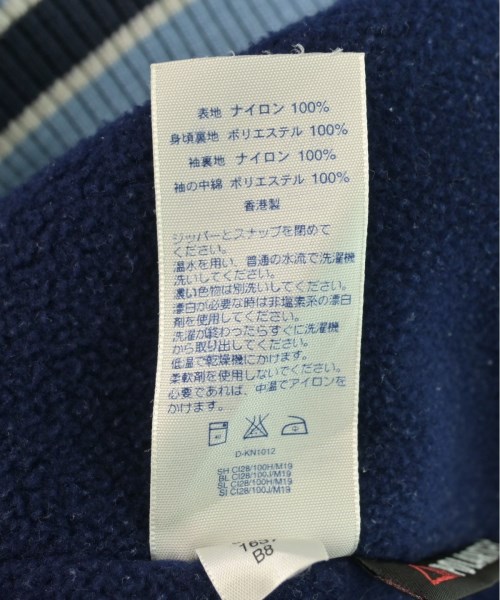 表地 ナイロン 100%
身頃裏地 ポリエステル 100%
袖裏地 ナイロン 100%
袖の中綿 ポリエステル 100%
香港製
ジッパーとスナップを閉めて
ください。
温水を用い、普通の水流で洗濯機
洗いしてください。
濃い色物は別洗いしてください。
漂白が必要な時は非塩素系の漂白
剤を使用してください。
洗濯が終わったらすぐに洗濯機
から取り出してください。
低温で乾燥機にかけます。
柔軟剤を使用しないでください。
必要であれば、中温でアイロンを
かけます。
40
D-KN1012
SH CI28/100H/M19
BL CI28/100J/M19
SL CI28/100H/M19
SI CI28/100J/M19
B8